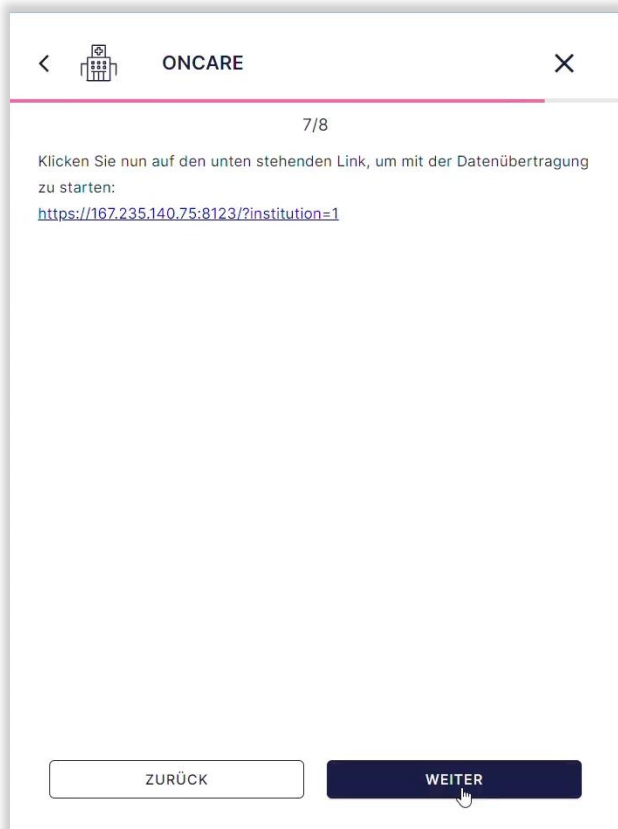 ONCARE
7/8
Klicken Sie nun auf den unten stehenden Link, um mit der Datenübertragung
zu starten:
https://167.235.140.75:8123/?institution=1
ZURÜCK
WEITER